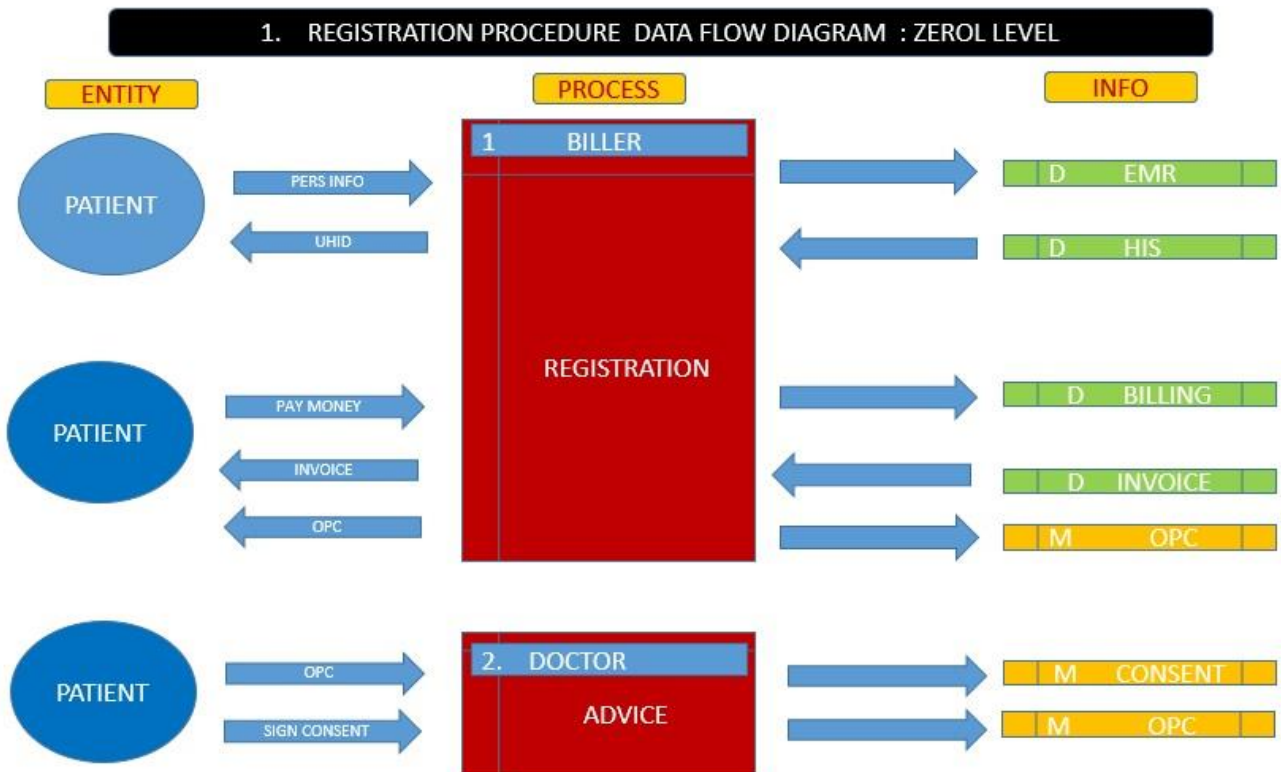 1. REGISTRATION PROCEDURE DATA FLOW DIAGRAM : ZEROL LEVEL
ENTITY
PROCESS
INFO
PATIENT
PERS INFO
UHID
1 BILLER
REGISTRATION
D EMR
D HIS
PATIENT
PAY MONEY
INVOICE
OPC
D BILLING
D INVOICE
M OPC
PATIENT
OPC
SIGN CONSENT
2. DOCTOR
ADVICE
M CONSENT
M OPC